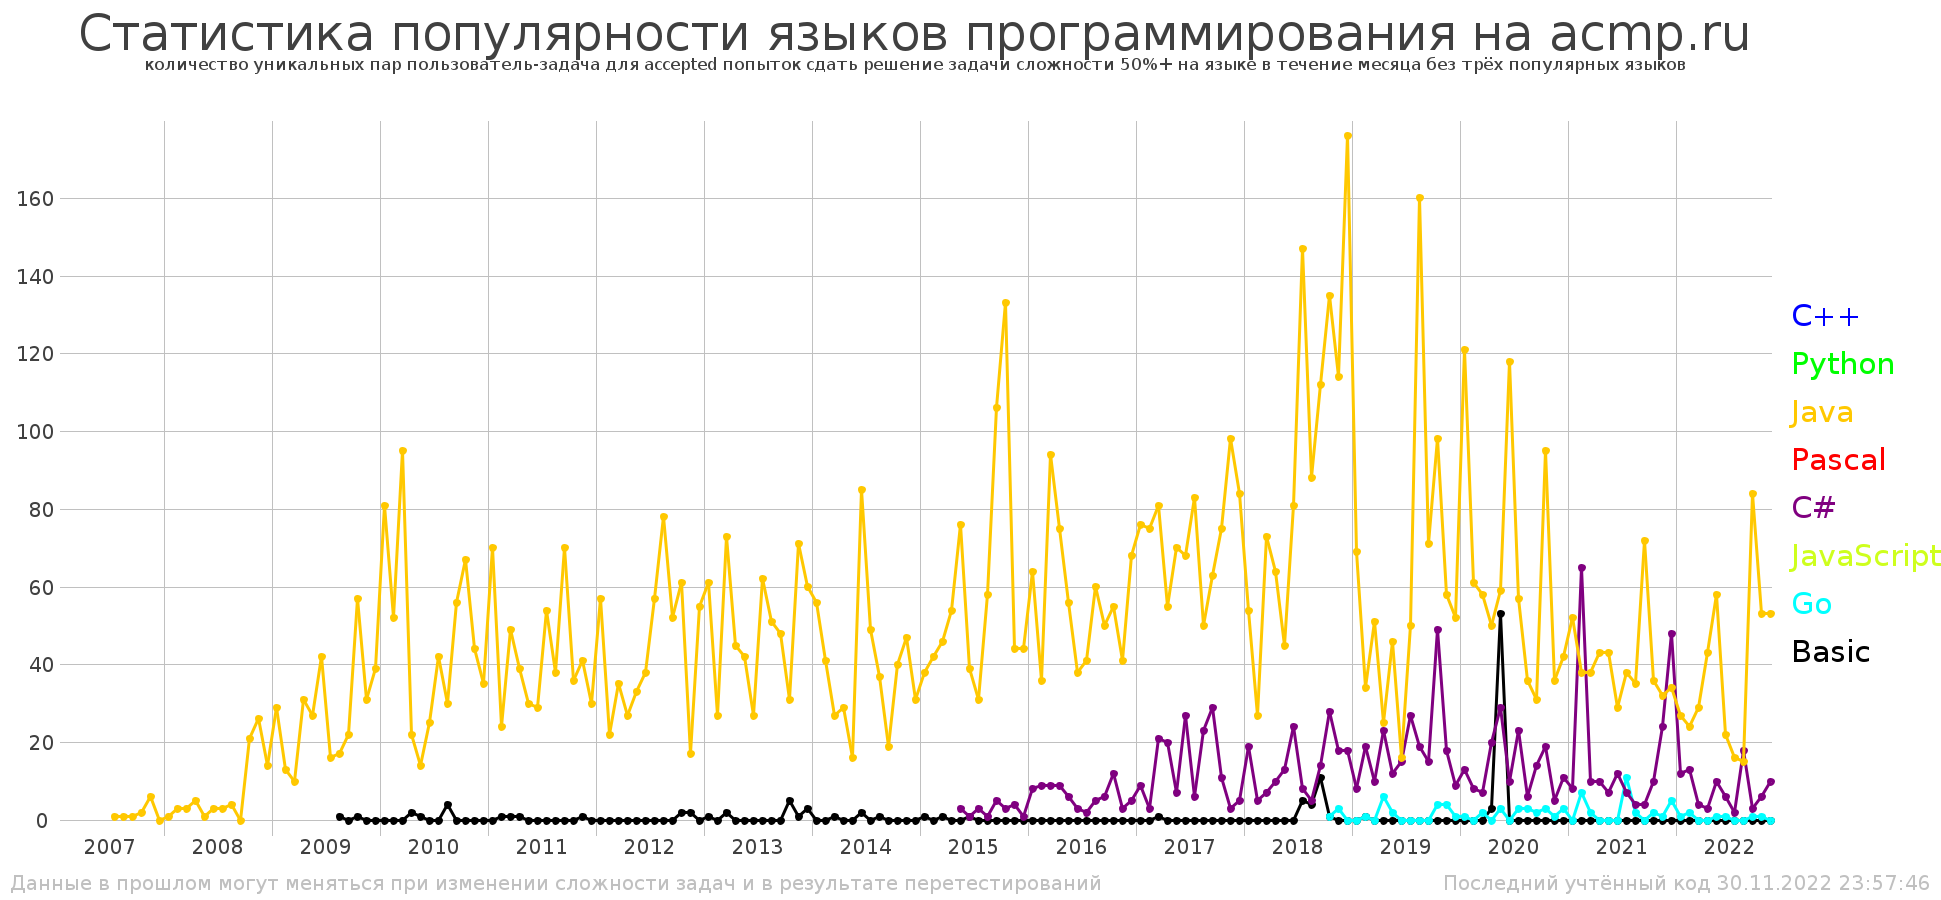 Статистика популярности языков программирования на acmp.ru
количество уникальных пар пользователь-задача для accepted попыток сдать решение задачи сложности 50%+ на языке в течение месяца без трёх популярных языков
160
140
120
100
80
60
40
20
0
C++
Python
Java
Pascal
C#
JavaScript
Go
Basic
2007 2008 2009 2010 2011 2012 2013 2014 2015 2016 2017 2018 2019 2020 2021 2022
Данные в прошлом могут меняться при изменении сложности задач и в результате перетестирований
Последний учтённый код 30.11.2022 23:57:46